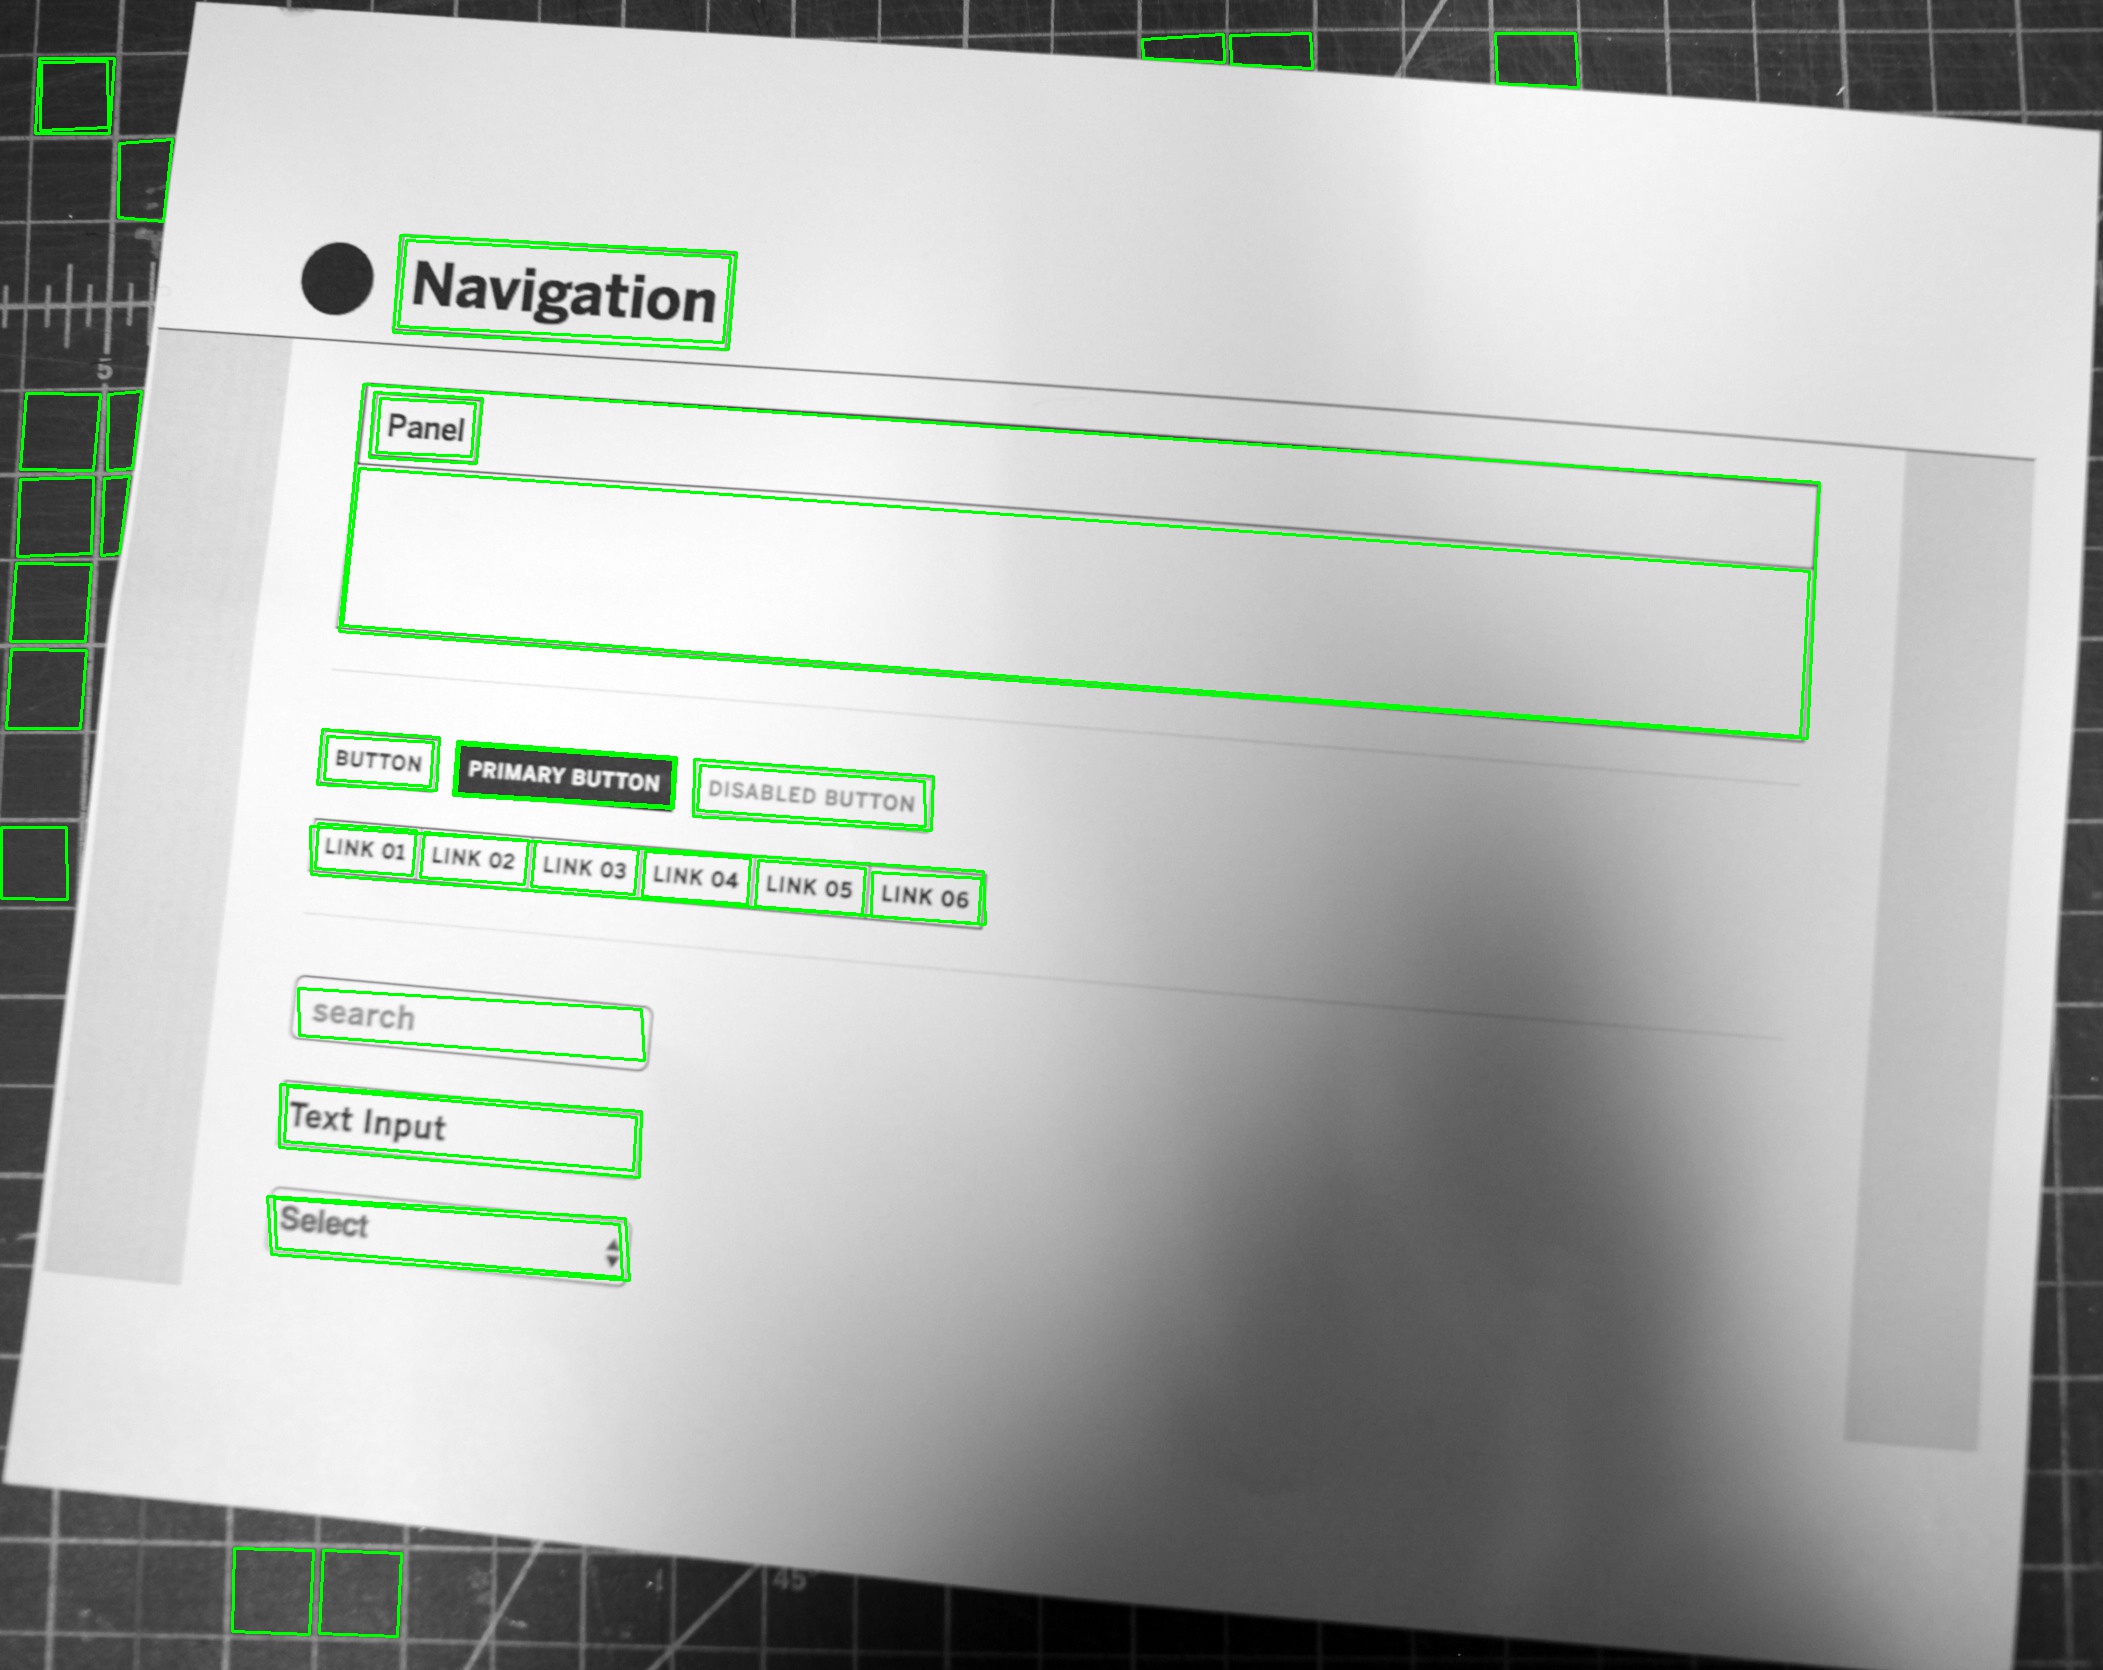 Navigation
5
Panel
BUTTON PRIMARY BUTTON DISABLED BUTTON
LINK 01 LINK 02 LINK 03 LINK 04 LINK 05 LINK 06
search
Text Input
Select
45°